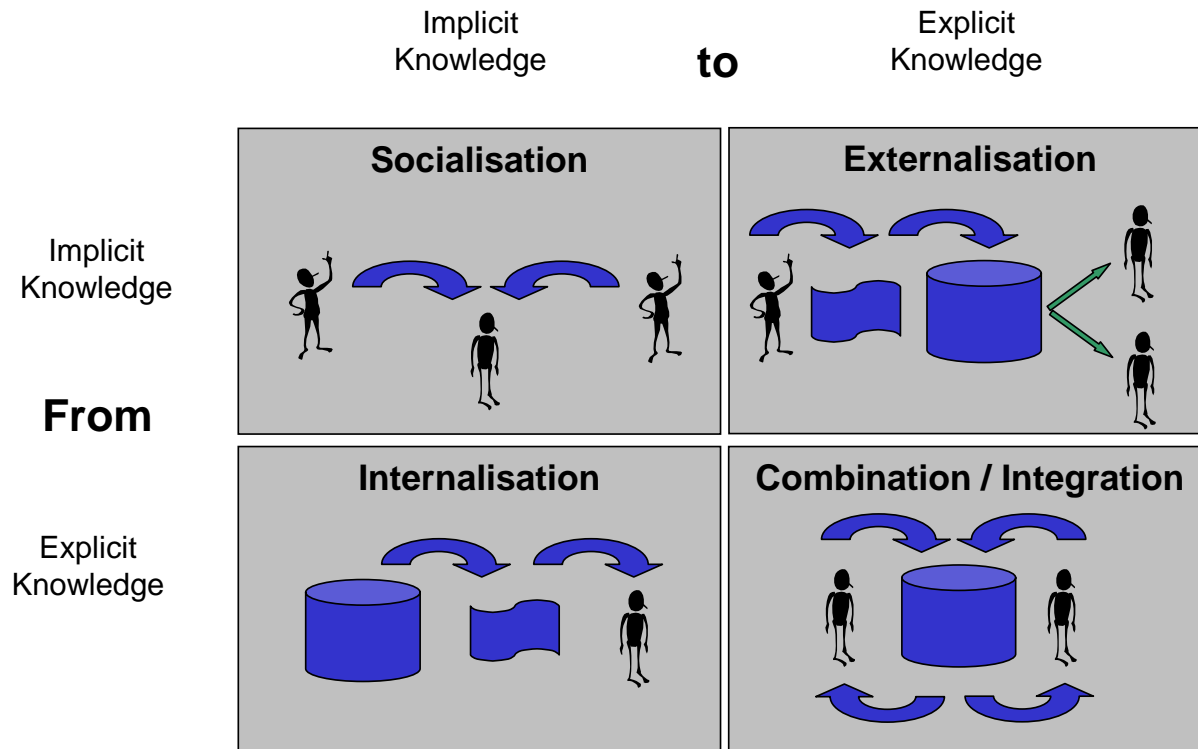 Implicit
Knowledge
to
Explicit
Knowledge
Socialisation
Externalisation
Implicit
Knowledge
From
Internalisation
Combination / Integration
Explicit
Knowledge